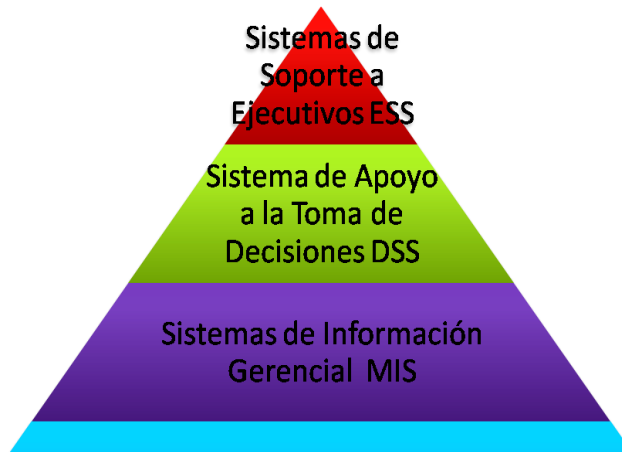 Sistemas de
Soporte a
Ejecutivos ESS
Sistema de Apoyo
a la Toma de
Decisiones DSS
Sistemas de Información
Gerencial MIS